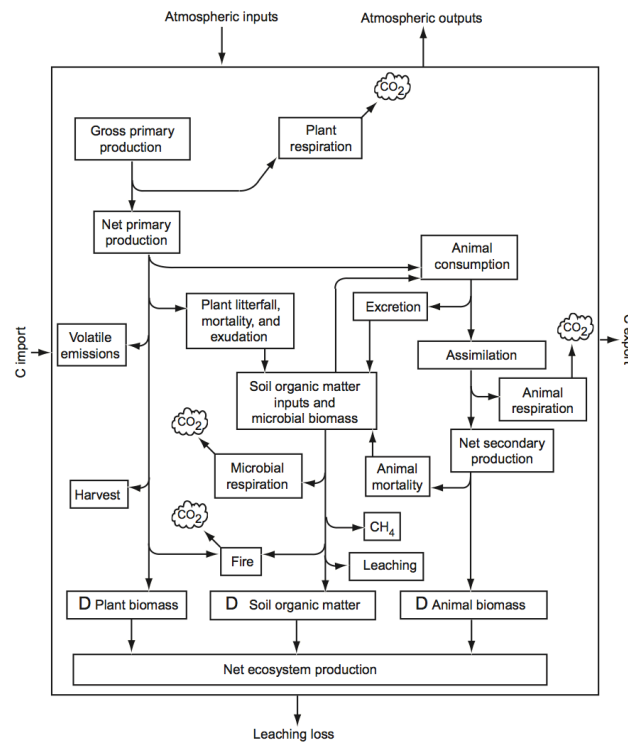 Atmospheric inputs
Atmospheric outputs
CO2
Gross primary
production
Plant
respiration
Net primary
production
Animal
consumption
Plant litterfall,
mortality, and
exudation
Excretion
CO2
C import
Volatile
emissions
Assimilation
C export
Soil organic matter
inputs and
microbial biomass
Animal
respiration
CO2
Net secondary
production
Microbial
respiration
Animal
mortality
Harvest
CO2
CH4
Fire
Leaching
D Plant biomass
D Soil organic matter
D Animal biomass
Net ecosystem production
Leaching loss